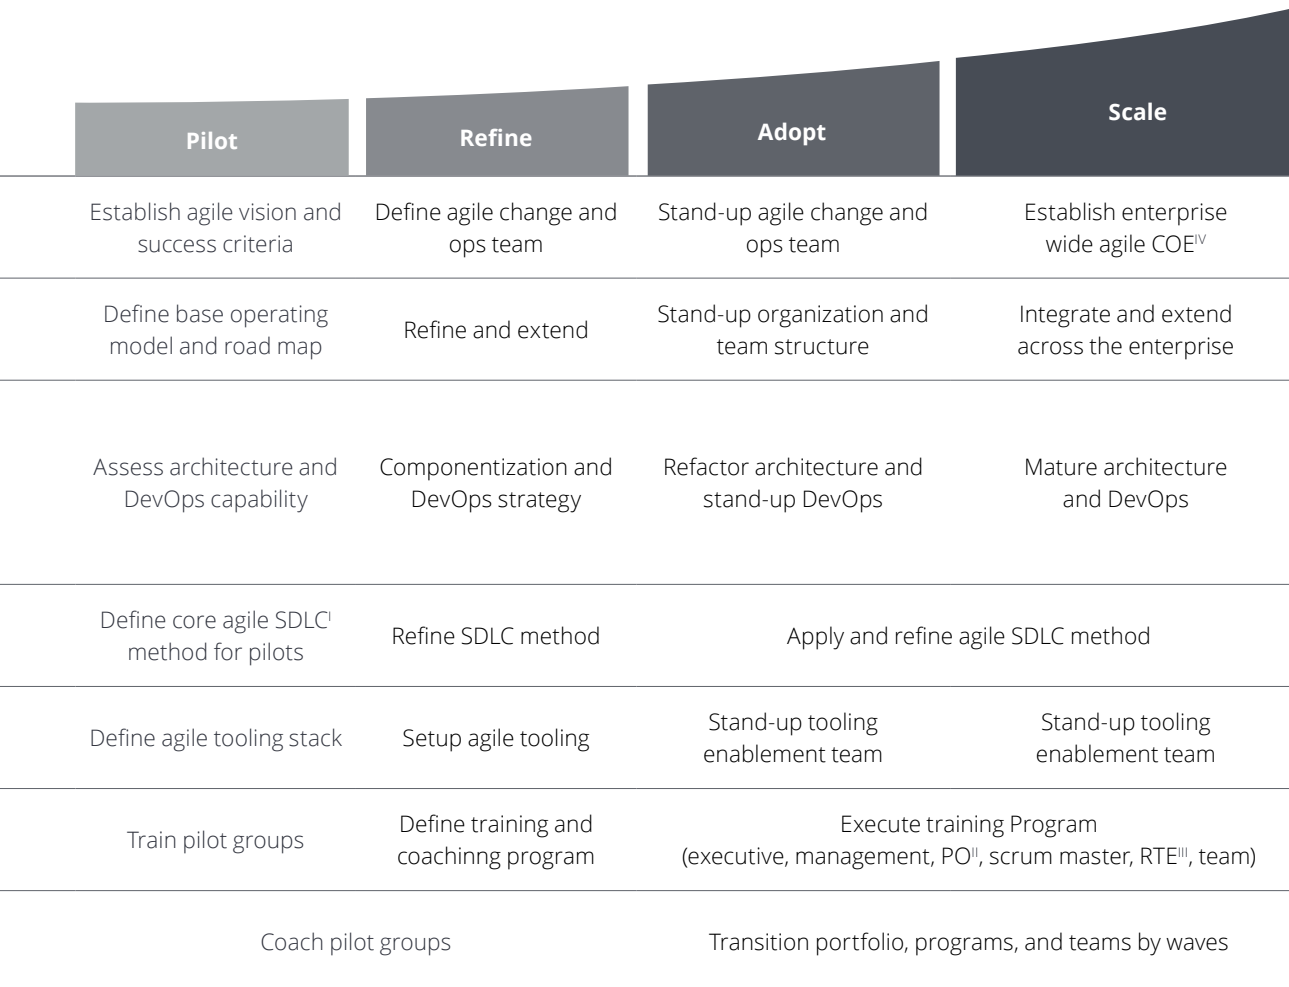 Pilot
Refine
Adopt
Scale
Establish agile vision and
success criteria
Define agile change and
ops team
Stand-up agile change and
ops team
Establish enterprise
wide agile COEᴵⱽ
Define base operating
model and road map
Refine and extend
Stand-up organization and
team structure
Integrate and extend
across the enterprise
Assess architecture and
DevOps capability
Componentization and
DevOps strategy
Refactor architecture and
stand-up DevOps
Mature architecture
and DevOps
Define core agile SDLCᴵ
method for pilots
Refine SDLC method
Apply and refine agile SDLC method
Define agile tooling stack
Setup agile tooling
Stand-up tooling
enablement team
Stand-up tooling
enablement team
Train pilot groups
Define training and
coachinng program
Execute training Program
(executive, management, POᴵᴵ, scrum master, RTEᴵᴵᴵ, team)
Coach pilot groups
Transition portfolio, programs, and teams by waves